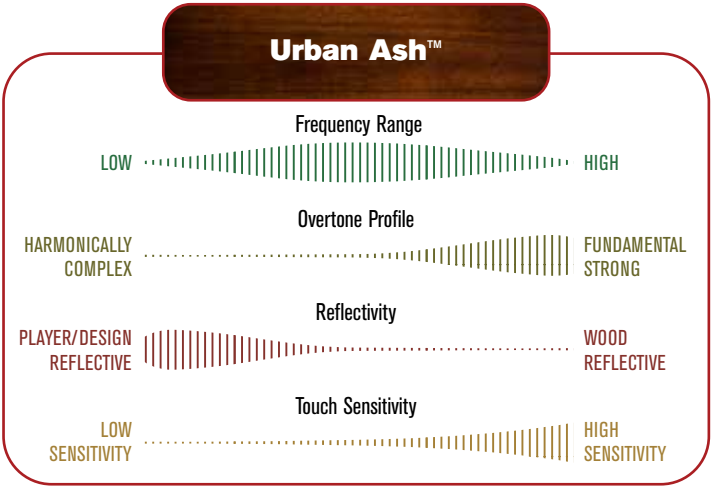 Urban Ash™
Frequency Range
LOW
HIGH
Overtone Profile
HARMONICALLY
COMPLEX
FUNDAMENTAL
STRONG
Reflectivity
PLAYER/DESIGN
REFLECTIVE
WOOD
REFLECTIVE
Touch Sensitivity
LOW
SENSITIVITY
HIGH
SENSITIVITY